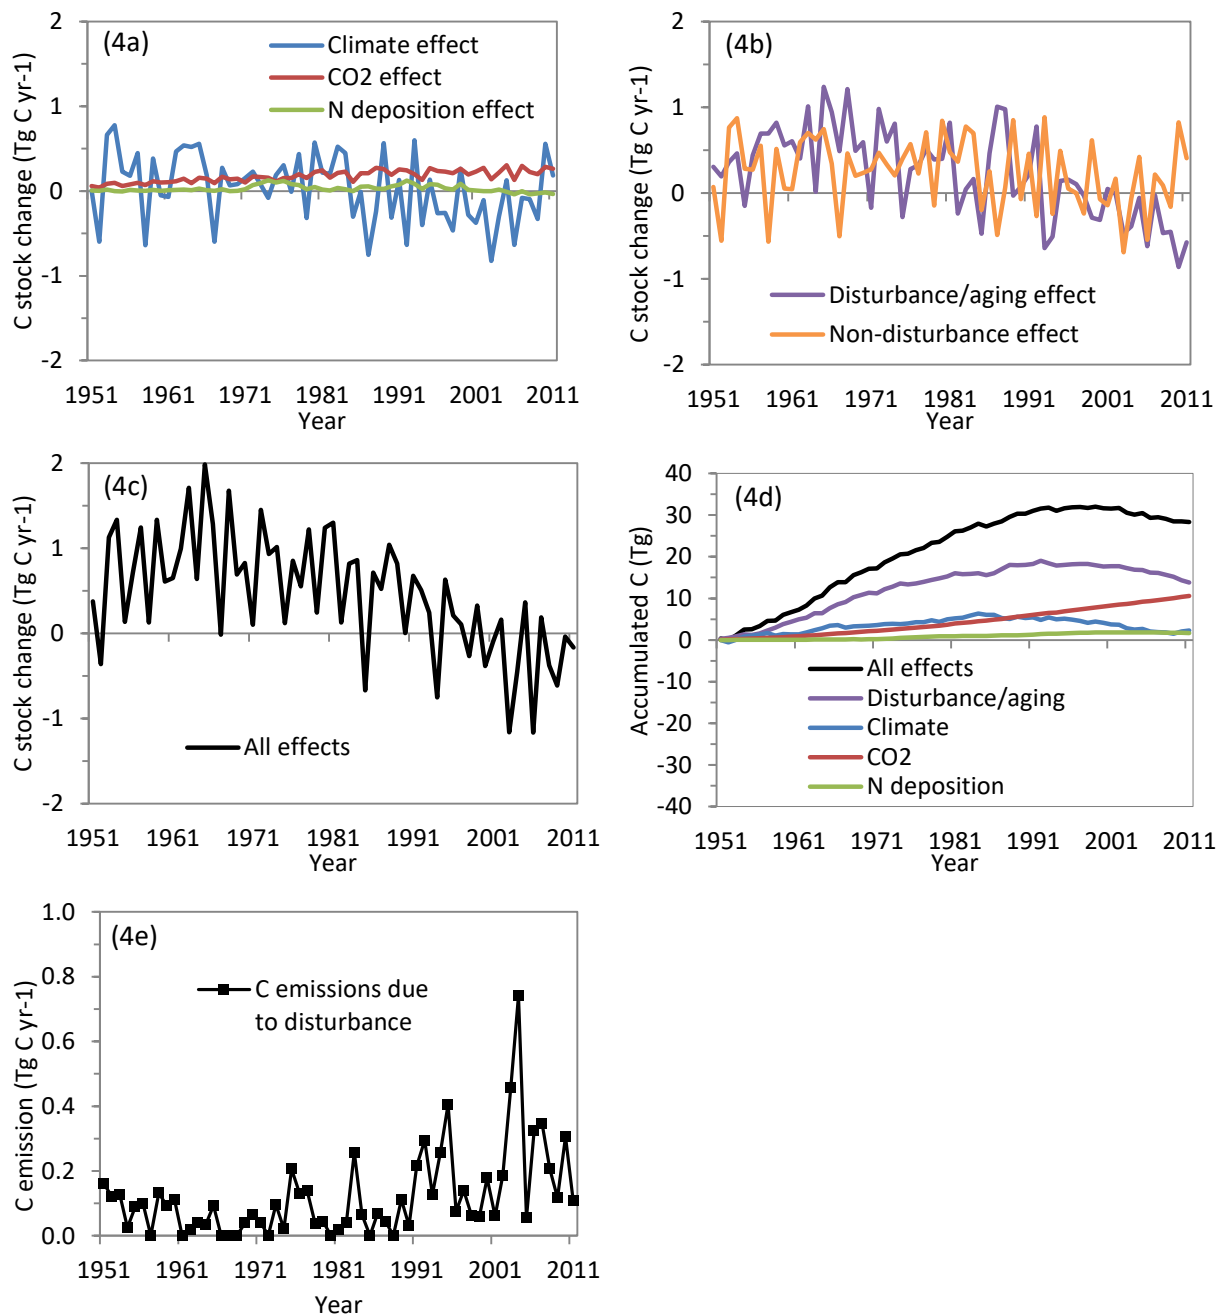 (4a)
Climate effect
CO2 effect
N deposition effect
C stock change (Tg C yr-1)
2
1
0
-1
-2
1951 1961 1971 1981 1991 2001 2011
Year
(4b)
Disturbance/aging effect
Non-disturbance effect
C stock change (Tg C yr-1)
2
1
0
-1
-2
1951 1961 1971 1981 1991 2001 2011
Year
(4c)
All effects
C stock change (Tg C yr-1)
2
1
0
-1
-2
1951 1961 1971 1981 1991 2001 2011
Year
(4d)
All effects
Disturbance/aging
Climate
CO2
N deposition
Accumulated C (Tg)
40
30
20
10
0
-10
-20
-30
-40
1951 1961 1971 1981 1991 2001 2011
Year
(4e)
C emissions due
to disturbance
C emission (Tg C yr-1)
1.0
0.8
0.6
0.4
0.2
0.0
1951 1961 1971 1981 1991 2001 2011
Year